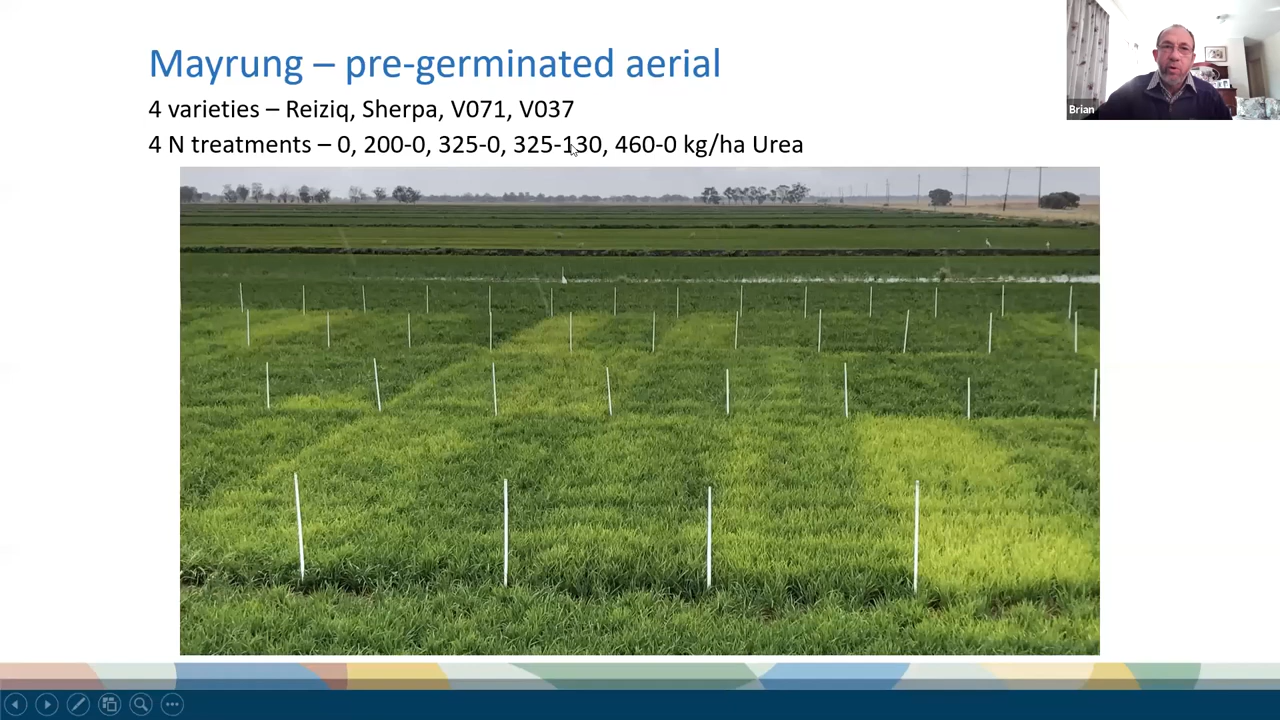 Mayrung – pre-germinated aerial
4 varieties – Reiziq, Sherpa, V071, V037
4 N treatments – 0, 200-0, 325-0, 325-130, 460-0 kg/ha Urea
Brian